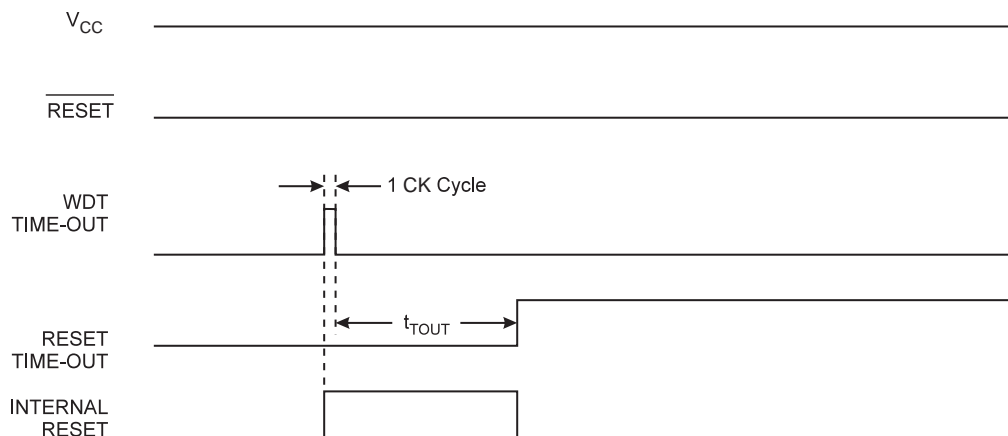 VCC
RESET
WDT
TIME-OUT
1 CK Cycle
RESET
TIME-OUT
tTOUT
INTERNAL
RESET